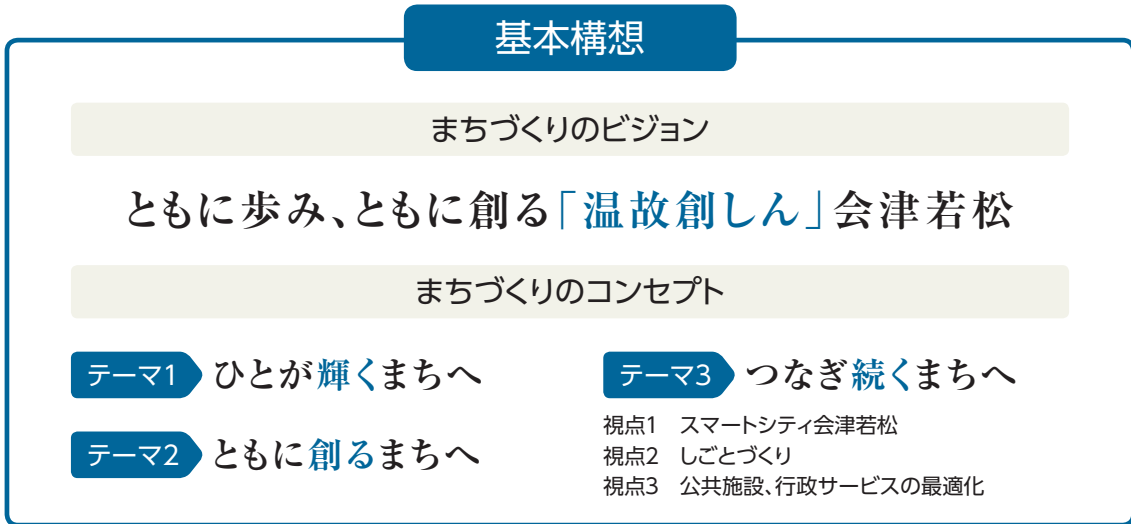 基本構想
まちづくりのビジョン
ともに歩み、ともに創る「温故創しん」会津若松
まちづくりのコンセプト
テーマ1 ひとが輝くまちへ
テーマ2 ともに創るまちへ
テーマ3 つなぎ続くまちへ
視点1 スマートシティ会津若松
視点2 しごとづくり
視点3 公共施設、行政サービスの最適化